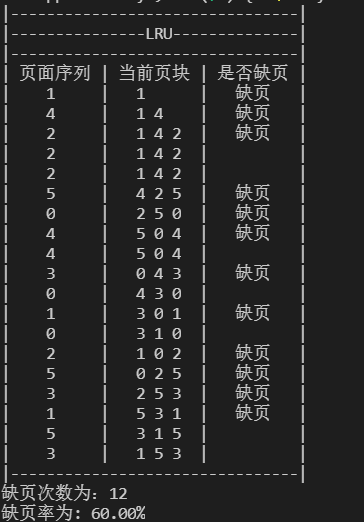 |-------------------------------|
|---------------LRU-------------|
|-------------------------------|
| 页面序列 | 当前页块 | 是否缺页 |
| 1 | 1 | 缺页 |
| 4 | 1 4 | 缺页 |
| 2 | 1 4 2 | 缺页 |
| 2 | 1 4 2 | |
| 2 | 1 4 2 | |
| 5 | 4 2 5 | 缺页 |
| 0 | 2 5 0 | 缺页 |
| 4 | 5 0 4 | 缺页 |
| 4 | 5 0 4 | |
| 3 | 0 4 3 | 缺页 |
| 0 | 4 3 0 | |
| 1 | 3 0 1 | 缺页 |
| 0 | 3 1 0 | |
| 2 | 1 0 2 | 缺页 |
| 5 | 0 2 5 | 缺页 |
| 3 | 2 5 3 | 缺页 |
| 1 | 5 3 1 | 缺页 |
| 5 | 3 1 5 | |
| 3 | 1 5 3 | |
|-------------------------------|
缺页次数为: 12
缺页率为: 60.00%